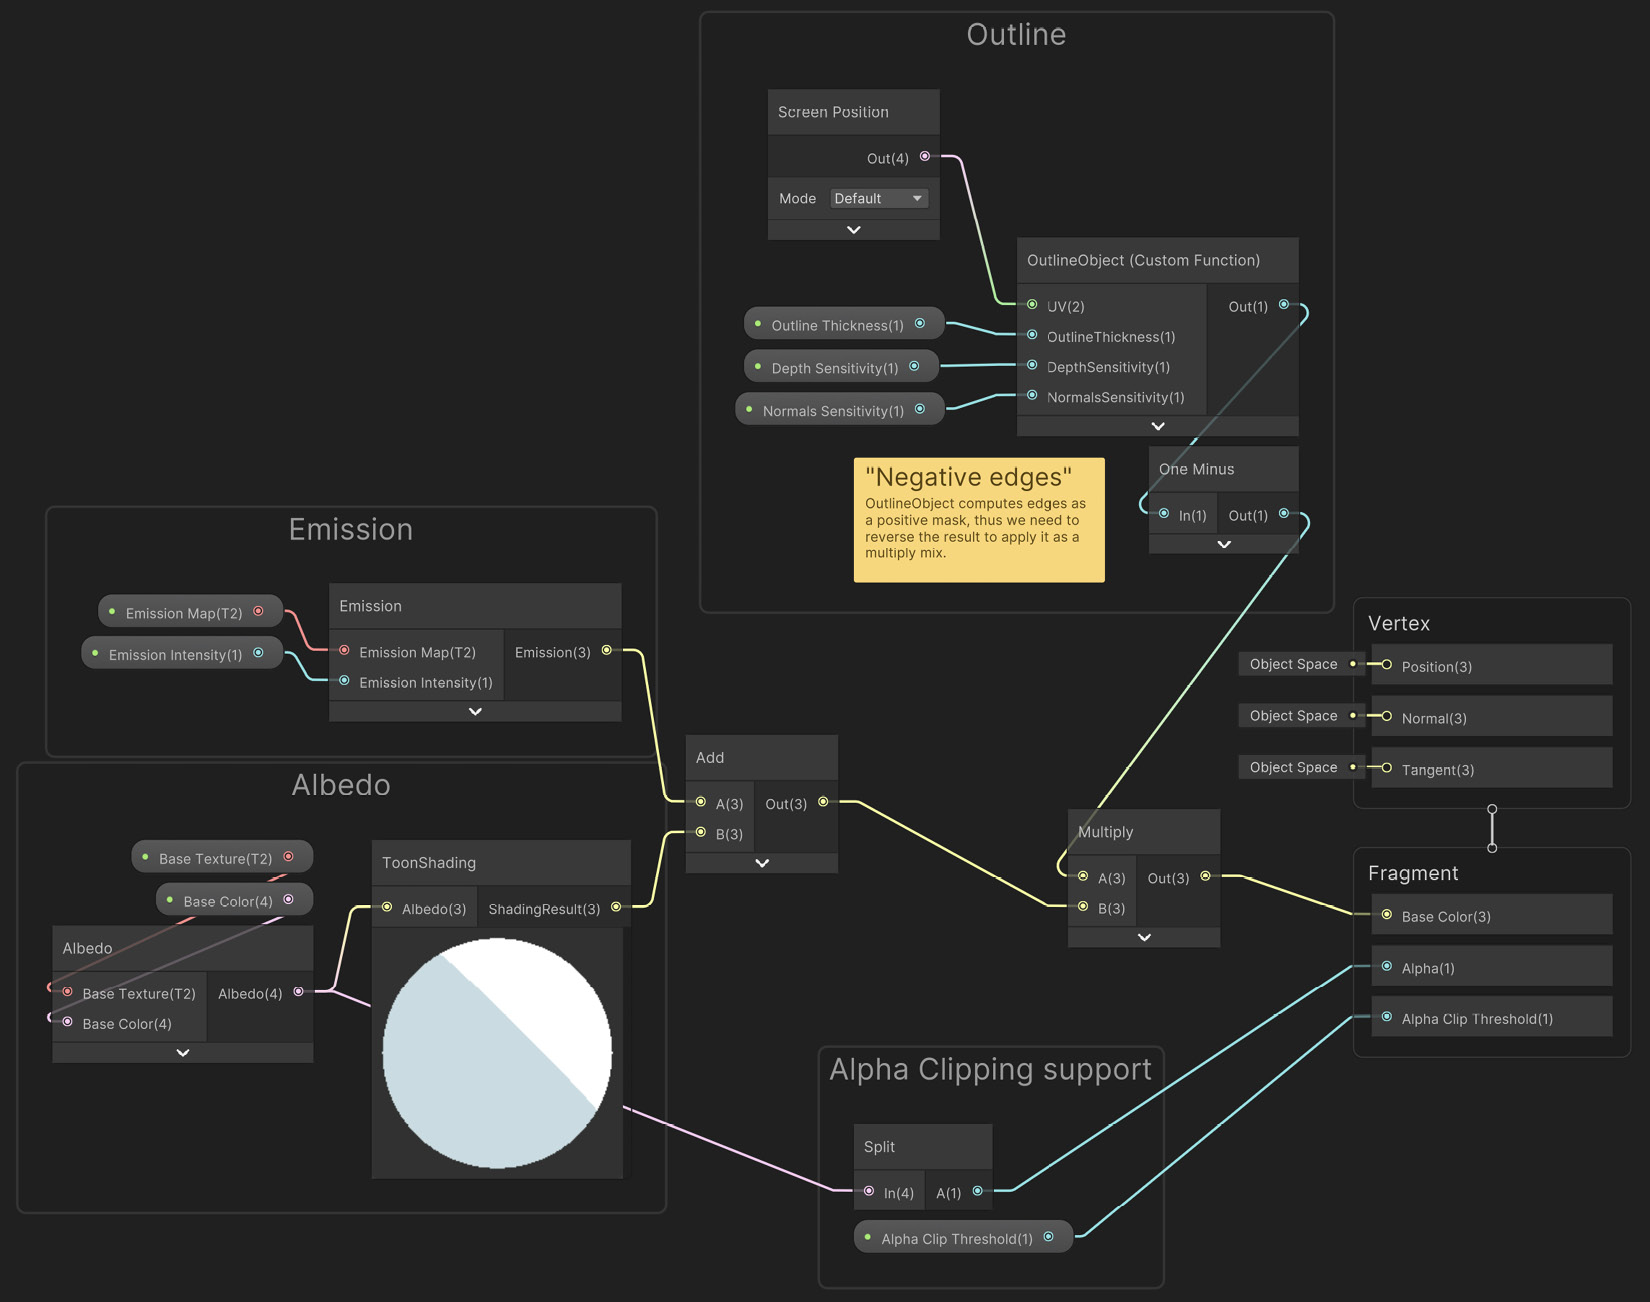 Outline
Screen Position
Out(4)
Mode Default
OutlineObject (Custom Function)
UV(2) Out(1)
OutlineThickness(1)
DepthSensitivity(1)
NormalsSensitivity(1)
Outline Thickness(1)
Depth Sensitivity(1)
Normals Sensitivity(1)
"Negative edges"
OutlineObject computes edges as
a positive mask, thus we need to
reverse the result to apply it as a
multiply mix.
One Minus
In(1) Out(1)
Emission
Emission Map(T2)
Emission Intensity(1)
Emission
Emission Map(T2) Emission(3)
Emission Intensity(1)
Albedo
Base Texture(T2)
Base Color(4)
Albedo
Base Texture(T2) Albedo(4)
Base Color(4)
ToonShading
Albedo(3) ShadingResult(3)
Add
A(3) Out(3)
B(3)
Multiply
A(3) Out(3)
B(3)
Vertex
Object Space Position(3)
Object Space Normal(3)
Object Space Tangent(3)
Fragment
Base Color(3)
Alpha(1)
Alpha Clip Threshold(1)
Alpha Clipping support
Split
In(4) A(1)
Alpha Clip Threshold(1)